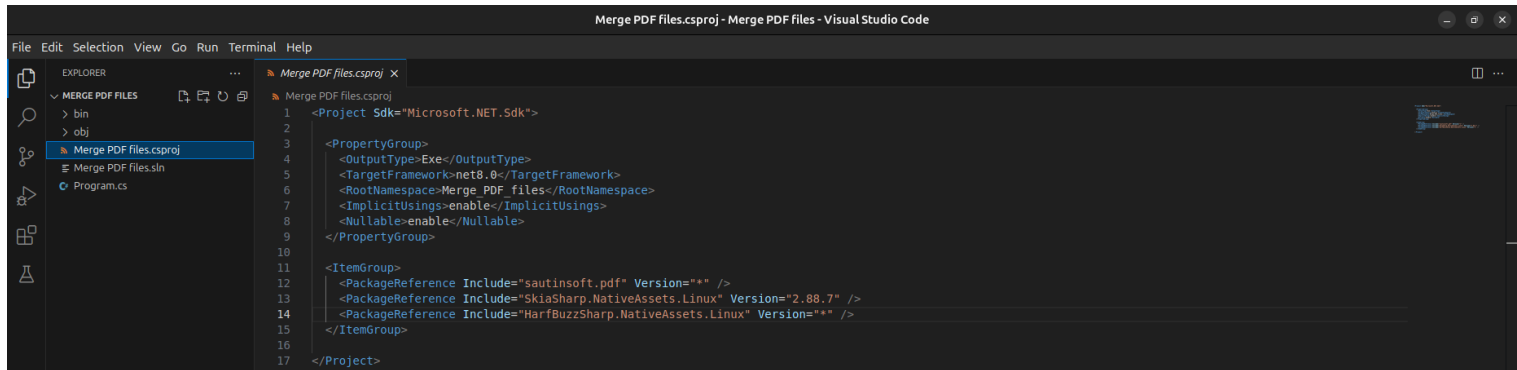 Merge PDF files.csproj - Merge PDF files - Visual Studio Code
File Edit Selection View Go Run Terminal Help
EXPLORER
MERGE PDF FILES
bin
obj
Merge PDF files.csproj
Merge PDF files.sln
Program.cs
Merge PDF files.csproj
Merge PDF files.csproj
1 <Project Sdk="Microsoft.NET.Sdk">
2
3 <PropertyGroup>
4 <OutputType>Exe</OutputType>
5 <TargetFramework>net8.0</TargetFramework>
6 <RootNamespace>Merge_PDF_files</RootNamespace>
7 <ImplicitUsings>enable</ImplicitUsings>
8 <Nullable>enable</Nullable>
9 </PropertyGroup>
10
11 <ItemGroup>
12 <PackageReference Include="sautinsoft.pdf" Version="*" />
13 <PackageReference Include="SkiaSharp.NativeAssets.Linux" Version="2.88.7" />
14 <PackageReference Include="HarfBuzzSharp.NativeAssets.Linux" Version="*" />
15 </ItemGroup>
16
17 </Project>